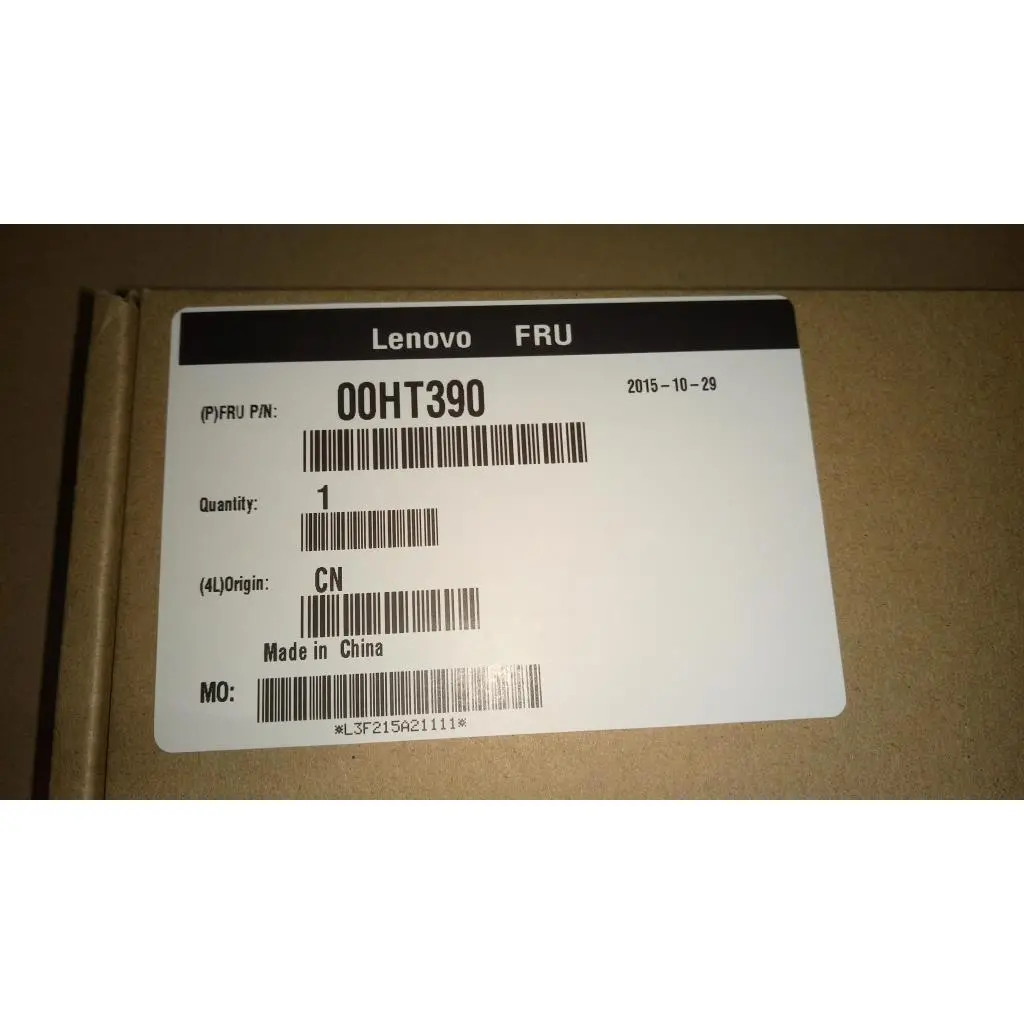 Lenovo FRU
(P)FRU P/N: 00HT390 2015-10-29
Quantity: 1
(4L)Origin: CN
Made in China
MO:
*L3F215A21111*